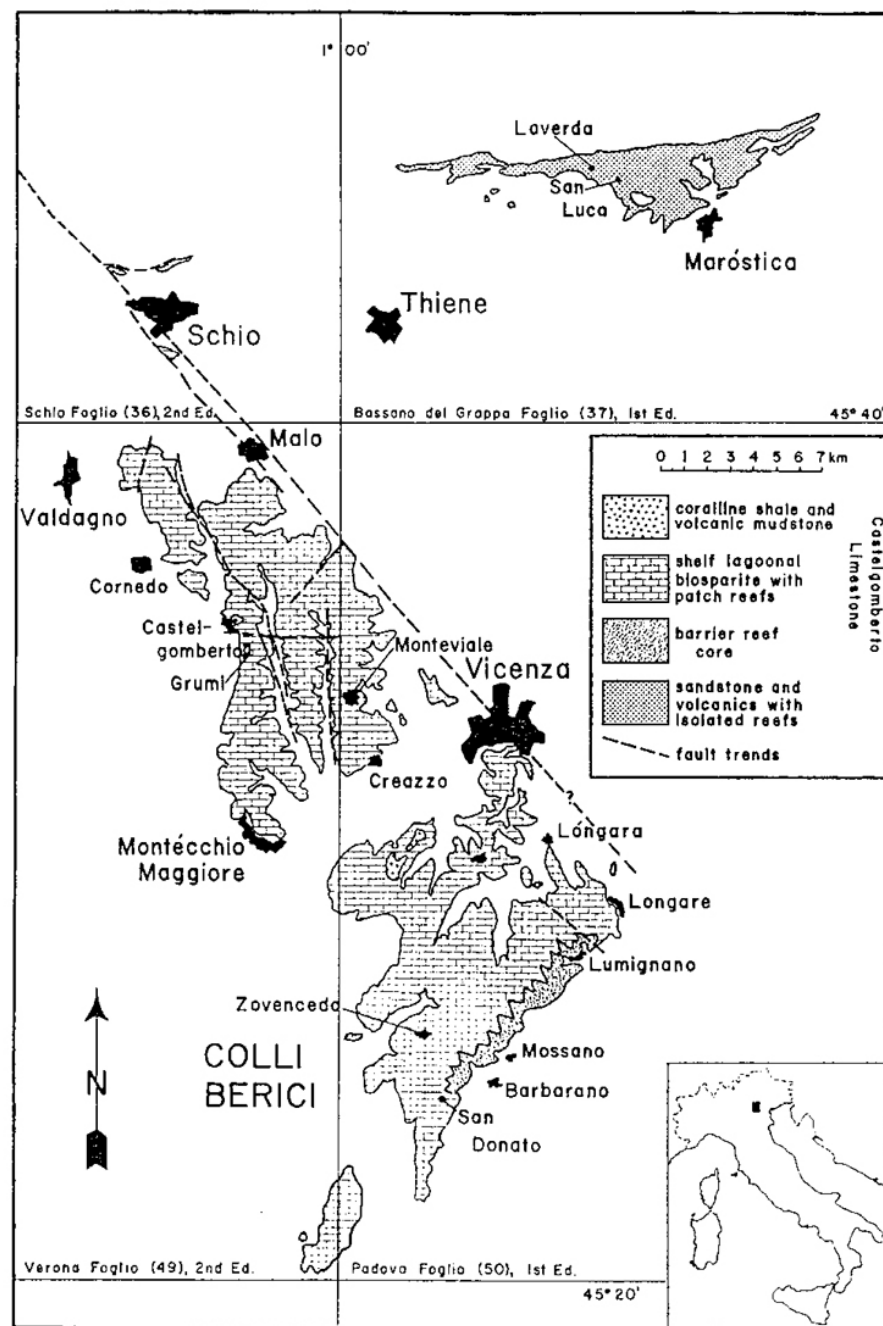 1° 00'
Laverda
San
Luca
Maróstica
Schio
Thiene
Schio Foglio (36), 2nd Ed.
Bassano del Grappa Foglio (37), 1st Ed.
45° 40'
Malo
Valdagno
Cornedo
Castel-
gomberto
Grumi
Monteviale
Vicenza
Creazzo
Montécchio
Maggiore
0 1 2 3 4 5 6 7 km
coralline shale and
volcanic mudstone
shelf lagoonal
biosparite with
patch reefs
barrier reef
core
sandstone and
volcanics with
isolated reefs
fault trends
Castelgomberto
Limestone
?
Lóngara
Longare
Lumignano
Zovencedo
COLLI
BERICI
Mossano
Barbarano
San
Donato
N
Verona Foglio (49), 2nd Ed.
Padova Foglio (50), 1st Ed.
45° 20'